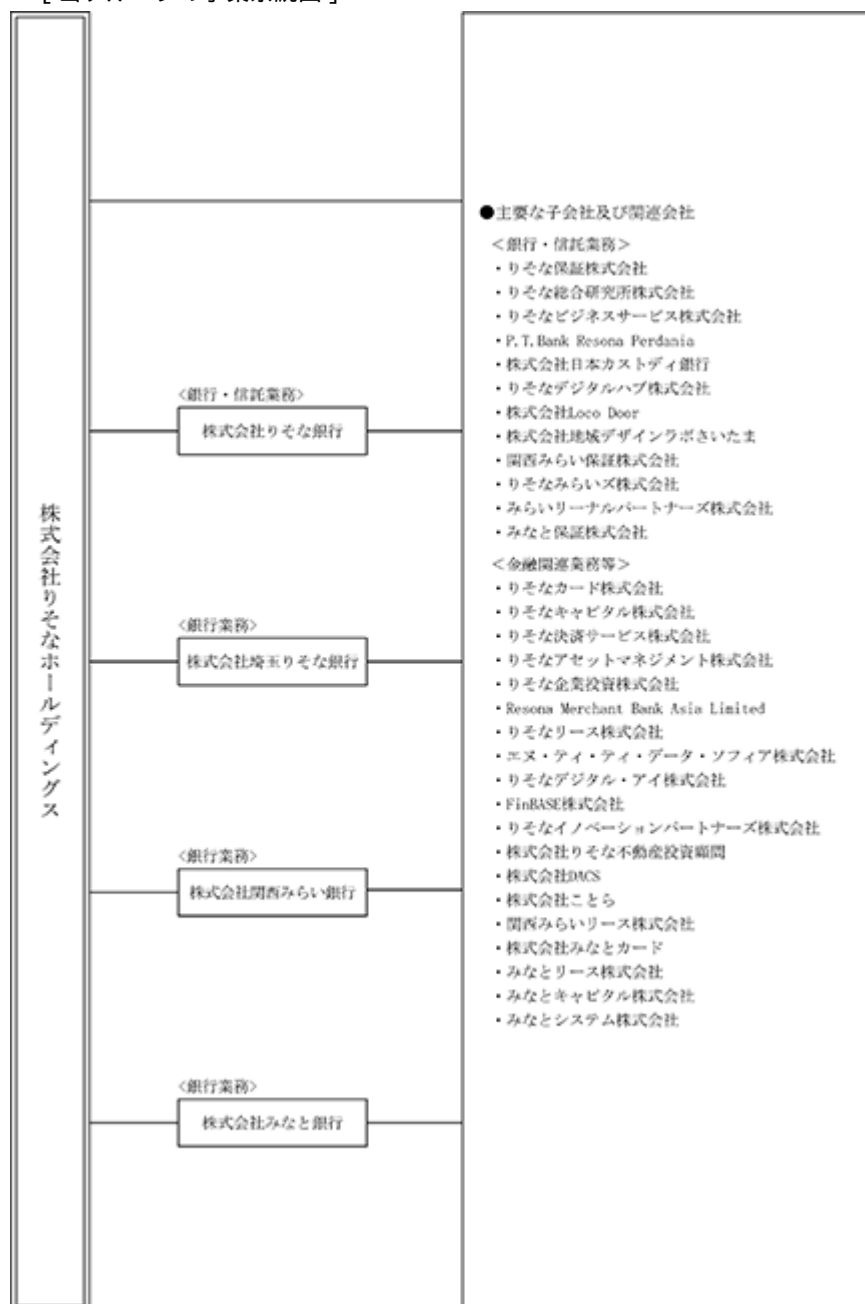 株式会社りそなホールディングス
<銀行・信託業務>
株式会社りそな銀行
<銀行業務>
株式会社埼玉りそな銀行
<銀行業務>
株式会社関西みらい銀行
<銀行業務>
株式会社みなと銀行
●主要な子会社及び関連会社
<銀行・信託業務>
・りそな保証株式会社
・りそな総合研究所株式会社
・りそなビジネスサービス株式会社
・P.T.Bank Resona Perdania
・株式会社日本カストディ銀行
・りそなデジタルハブ株式会社
・株式会社Loco Door
・株式会社地域デザインラボさいたま
・関西みらい保証株式会社
・りそなみらいズ株式会社
・みらいリーナルパートナーズ株式会社
・みなと保証株式会社
<金融関連業務等>
・りそなカード株式会社
・りそなキャピタル株式会社
・りそな決済サービス株式会社
・りそなアセットマネジメント株式会社
・りそな企業投資株式会社
・Resona Merchant Bank Asia Limited
・りそなリース株式会社
・エヌ・ティ・ティ・データ・ソフィア株式会社
・りそなデジタル・アイ株式会社
・FinBASE株式会社
・りそなイノベーションパートナーズ株式会社
・株式会社りそな不動産投資顧問
・株式会社DACS
・株式会社ことら
・関西みらいリース株式会社
・株式会社みなとカード
・みなとリース株式会社
・みなとキャピタル株式会社
・みなとシステム株式会社